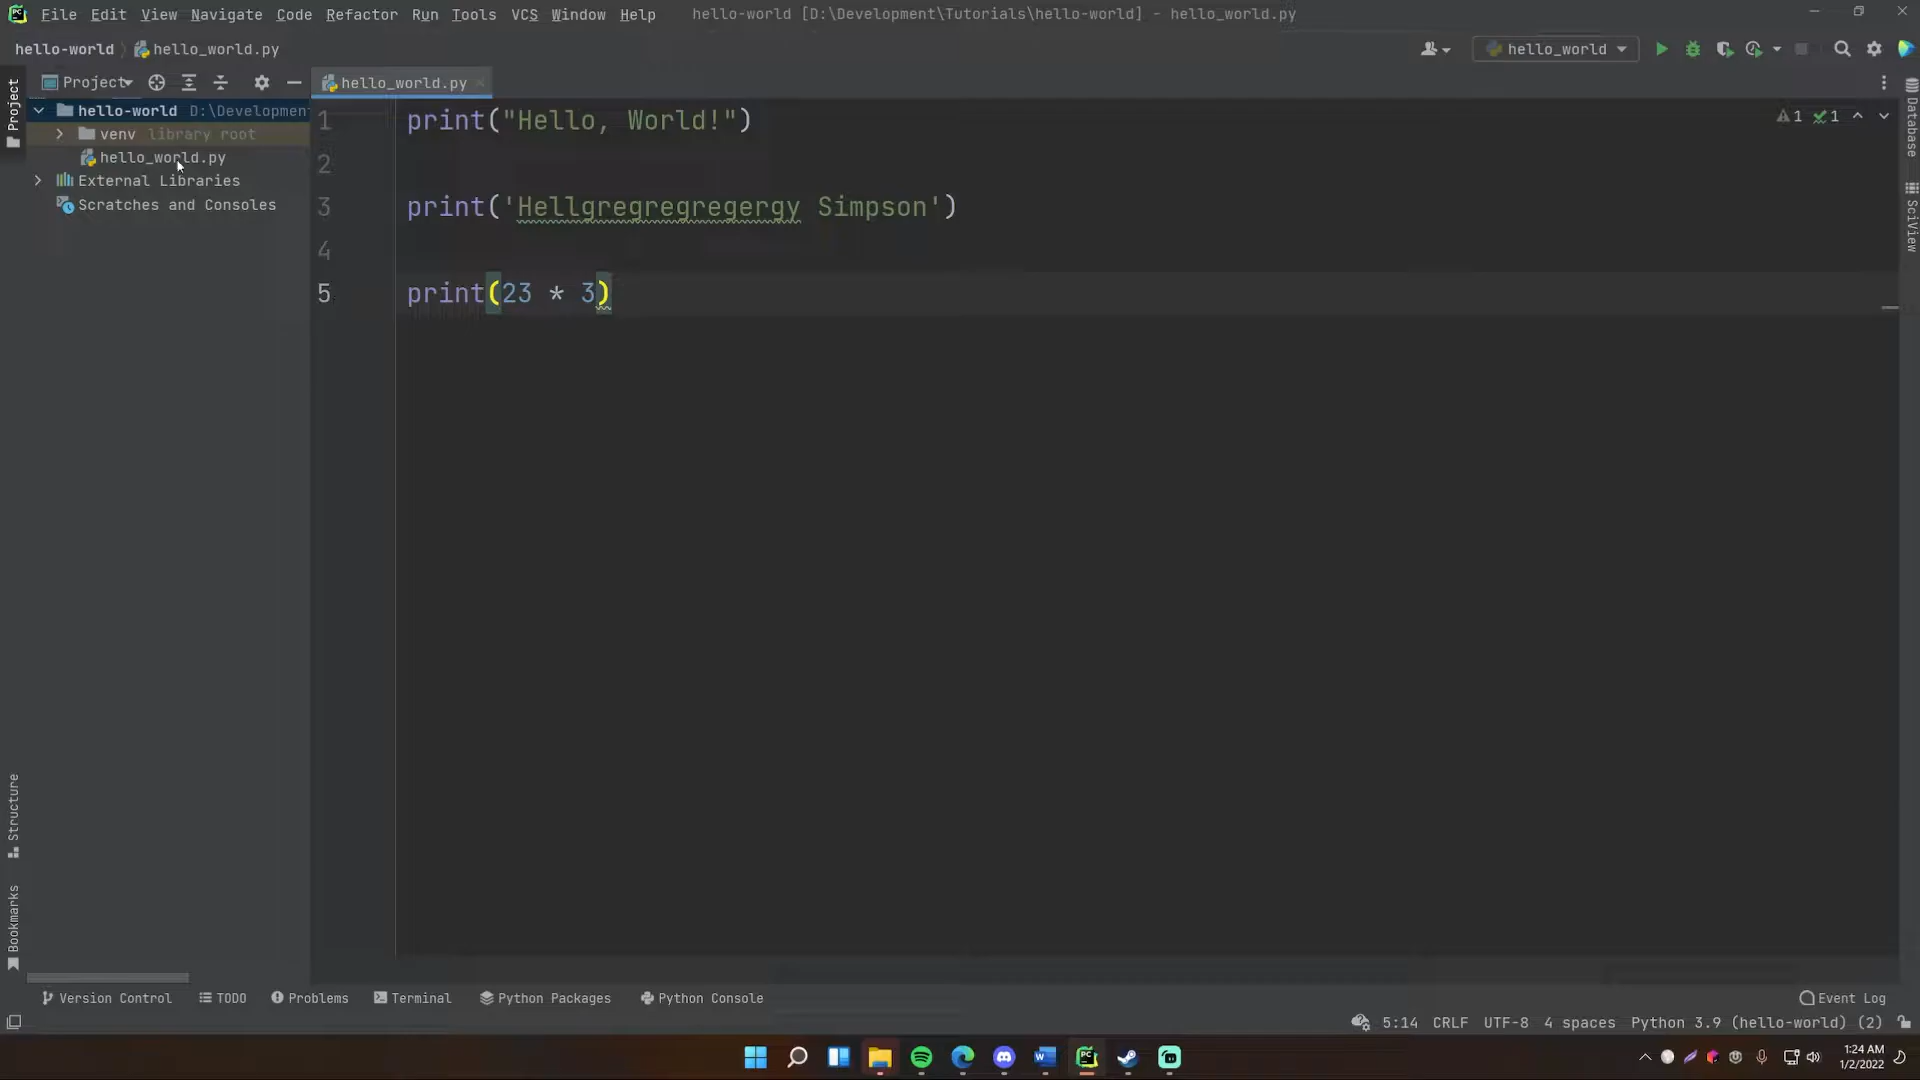 File Edit View Navigate Code Refactor Run Tools VCS Window Help hello-world [D:\Development\Tutorials\hello-world] - hello_world.py
hello-world hello_world.py hello_world
Project hello_world.py
Project
hello-world D:\Developmen
venv library root
hello_world.py
External Libraries
Scratches and Consoles
1 print("Hello, World!")
2
3 print('Hellgregregregergy Simpson')
4
5 print(23 * 3)
1 1
Database
SciView
Structure
Bookmarks
Version Control TODO Problems Terminal Python Packages Python Console Event Log
5:14 CRLF UTF-8 4 spaces Python 3.9 (hello-world) (2)
1:24 AM
1/2/2022